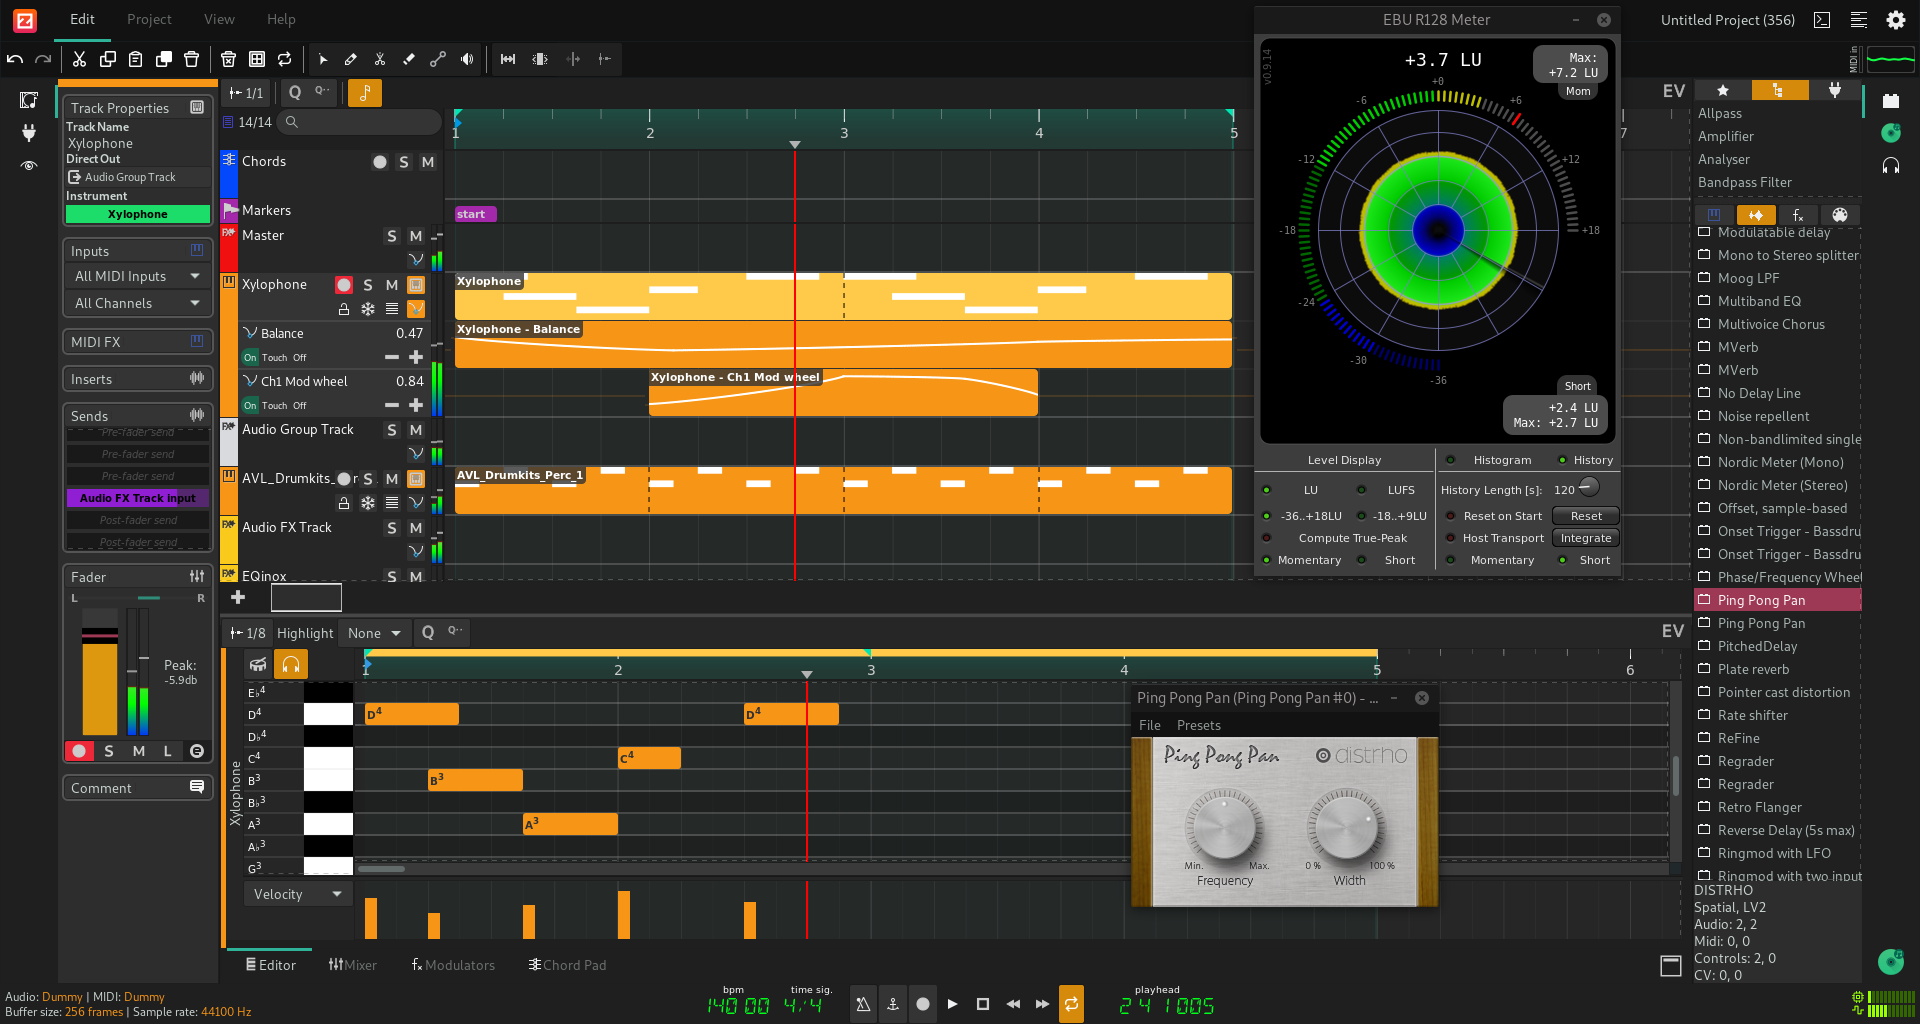 Edit
Project
View
Help
Untitled Project (356)
MIDI in
1/1
Q
14/14
EV
Track Properties
Track Name
Xylophone
Direct Out
Audio Group Track
Instrument
Xylophone
Inputs
All MIDI Inputs
All Channels
MIDI FX
Inserts
Sends
Pre-fader send
Pre-fader send
Pre-fader send
Audio FX Track input
Post-fader send
Post-fader send
Fader
L R
Peak:
-5.9db
S M L
Comment
1 2 3 4 5 7
Chords S M
Markers
start
Master S M
Xylophone S M
Xylophone
Balance 0.47
On Touch Off
Xylophone - Balance
Ch1 Mod wheel 0.84
On Touch Off
Xylophone - Ch1 Mod wheel
Audio Group Track S M
AVL_Drumkits_ S M
AVL_Drumkits_Perc_1
Audio FX Track S M
EQinox S M
EBU R128 Meter
v0.9.14
+3.7 LU
Max:
+7.2 LU
Mom
-36
-30
-24
-18
-12
-6
+0
+6
+12
+18
Short
+2.4 LU
Max: +2.7 LU
Level Display
Histogram History
LU LUFS
History Length [s]: 120
-36..+18LU -18..+9LU
Reset on Start Reset
Compute True-Peak
Host Transport Integrate
Momentary Short
Momentary Short
Allpass
Amplifier
Analyser
Bandpass Filter
Modulatable delay
Mono to Stereo splitter
Moog LPF
Multiband EQ
Multivoice Chorus
MVerb
MVerb
No Delay Line
Noise repellent
Non-bandlimited single
Nordic Meter (Mono)
Nordic Meter (Stereo)
Offset, sample-based
Onset Trigger - Bassdru
Onset Trigger - Bassdru
Phase/Frequency Wheel
Ping Pong Pan
Ping Pong Pan
PitchedDelay
Plate reverb
Pointer cast distortion
Rate shifter
ReFine
Regrader
Regrader
Retro Flanger
Reverse Delay (5s max)
Ringmod with LFO
Ringmod with two input
DISTRHO
Spatial, LV2
Audio: 2, 2
Midi: 0, 0
Controls: 2, 0
CV: 0, 0
1/8
Highlight
None
Q
EV
1 2 3 4 5 6
Xylophone
E♭4
D4
D♭4
C4
B3
B♭3
A3
A♭3
G3
D4
B3
A3
C4
D4
Velocity
Ping Pong Pan (Ping Pong Pan #0) - ...
File
Presets
Ping Pong Pan
distrho
Min. Max.
Frequency
0 % 100 %
Width
Editor
Mixer
Modulators
Chord Pad
Audio: Dummy | MIDI: Dummy
Buffer size: 256 frames | Sample rate: 44100 Hz
bpm
140 00
time sig.
4/4
playhead
2 4 1 005